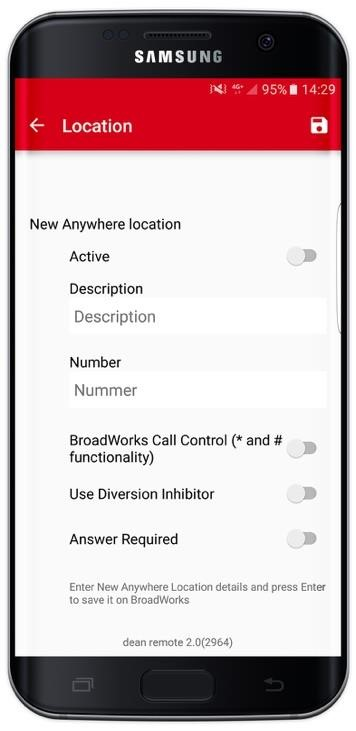 SAMSUNG
4G+ 95% 14:29
Location
New Anywhere location
Active
Description
Description
Number
Nummer
BroadWorks Call Control (* and #
functionality)
Use Diversion Inhibitor
Answer Required
Enter New Anywhere Location details and press Enter
to save it on BroadWorks
dean remote 2.0(2964)